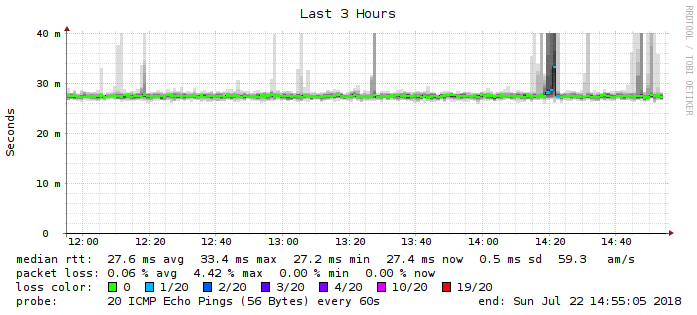 Last 3 Hours
RRDTOOL / TOBI OETIKER
Seconds
40 m
30 m
20 m
10 m
0
12:00 12:20 12:40 13:00 13:20 13:40 14:00 14:20 14:40
median rtt: 27.6 ms avg 33.4 ms max 27.2 ms min 27.4 ms now 0.5 ms sd 59.3 am/s
packet loss: 0.06 % avg 4.42 % max 0.00 % min 0.00 % now
loss color: 0 1/20 2/20 3/20 4/20 10/20 19/20
probe: 20 ICMP Echo Pings (56 Bytes) every 60s end: Sun Jul 22 14:55:05 2018